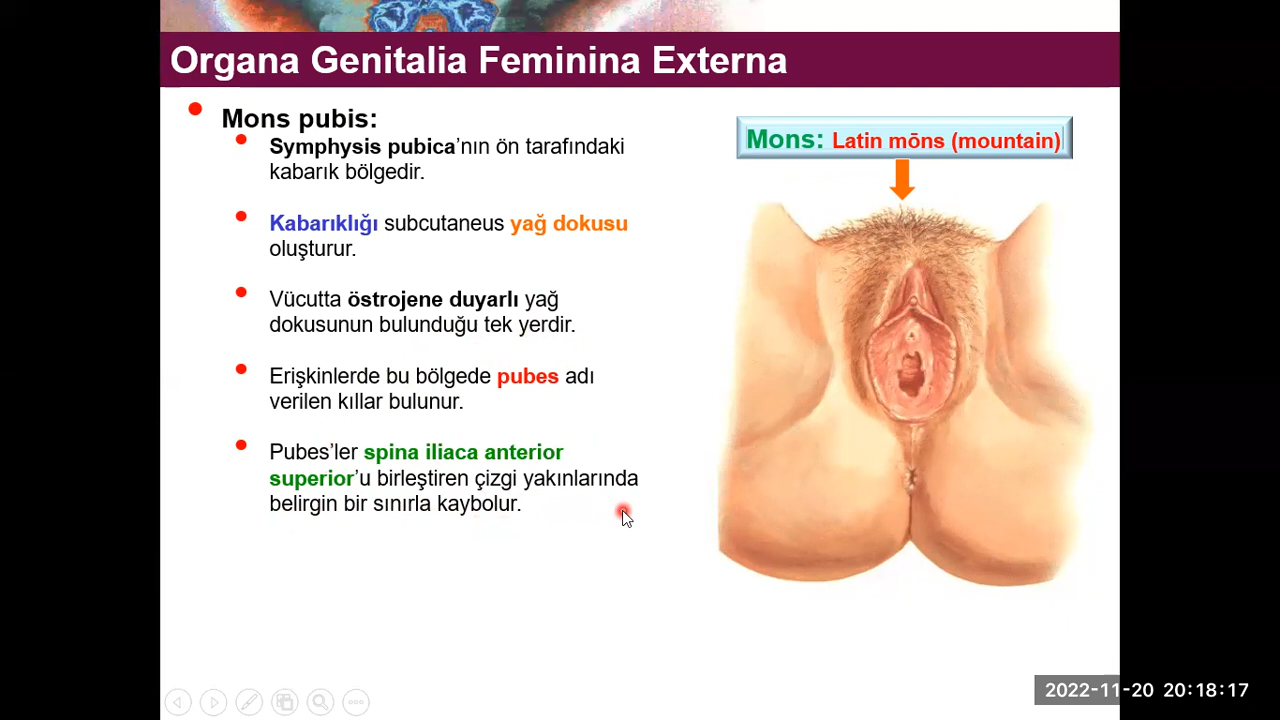 Organa Genitalia Feminina Externa
Mons pubis:
Symphysis pubica’nın ön tarafındaki
kabarık bölgedir.
Kabarıklığı subcutaneus yağ dokusu
oluşturur.
Vücutta östrojene duyarlı yağ
dokusunun bulunduğu tek yerdir.
Erişkinlerde bu bölgede pubes adı
verilen kıllar bulunur.
Pubes’ler spina iliaca anterior
superior’u birleştiren çizgi yakınlarında
belirgin bir sınırla kaybolur.
Mons: Latin mōns (mountain)
2022-11-20 20:18:17